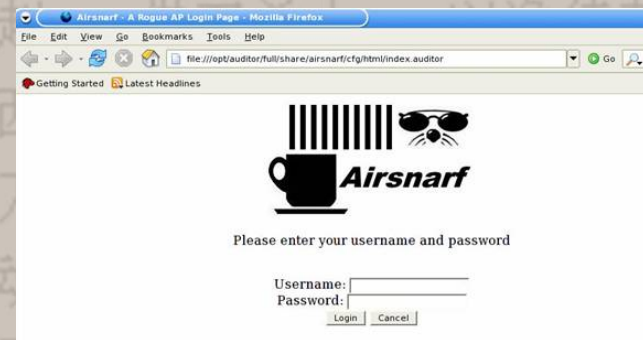 Airsnarf - A Rogue AP Login Page - Mozilla Firefox
File Edit View Go Bookmarks Tools Help
file:///opt/auditor/full/share/airsnarf/cfg/html/index.auditor Go
Getting Started Latest Headlines
Airsnarf
Please enter your username and password
Username:
Password:
Login Cancel